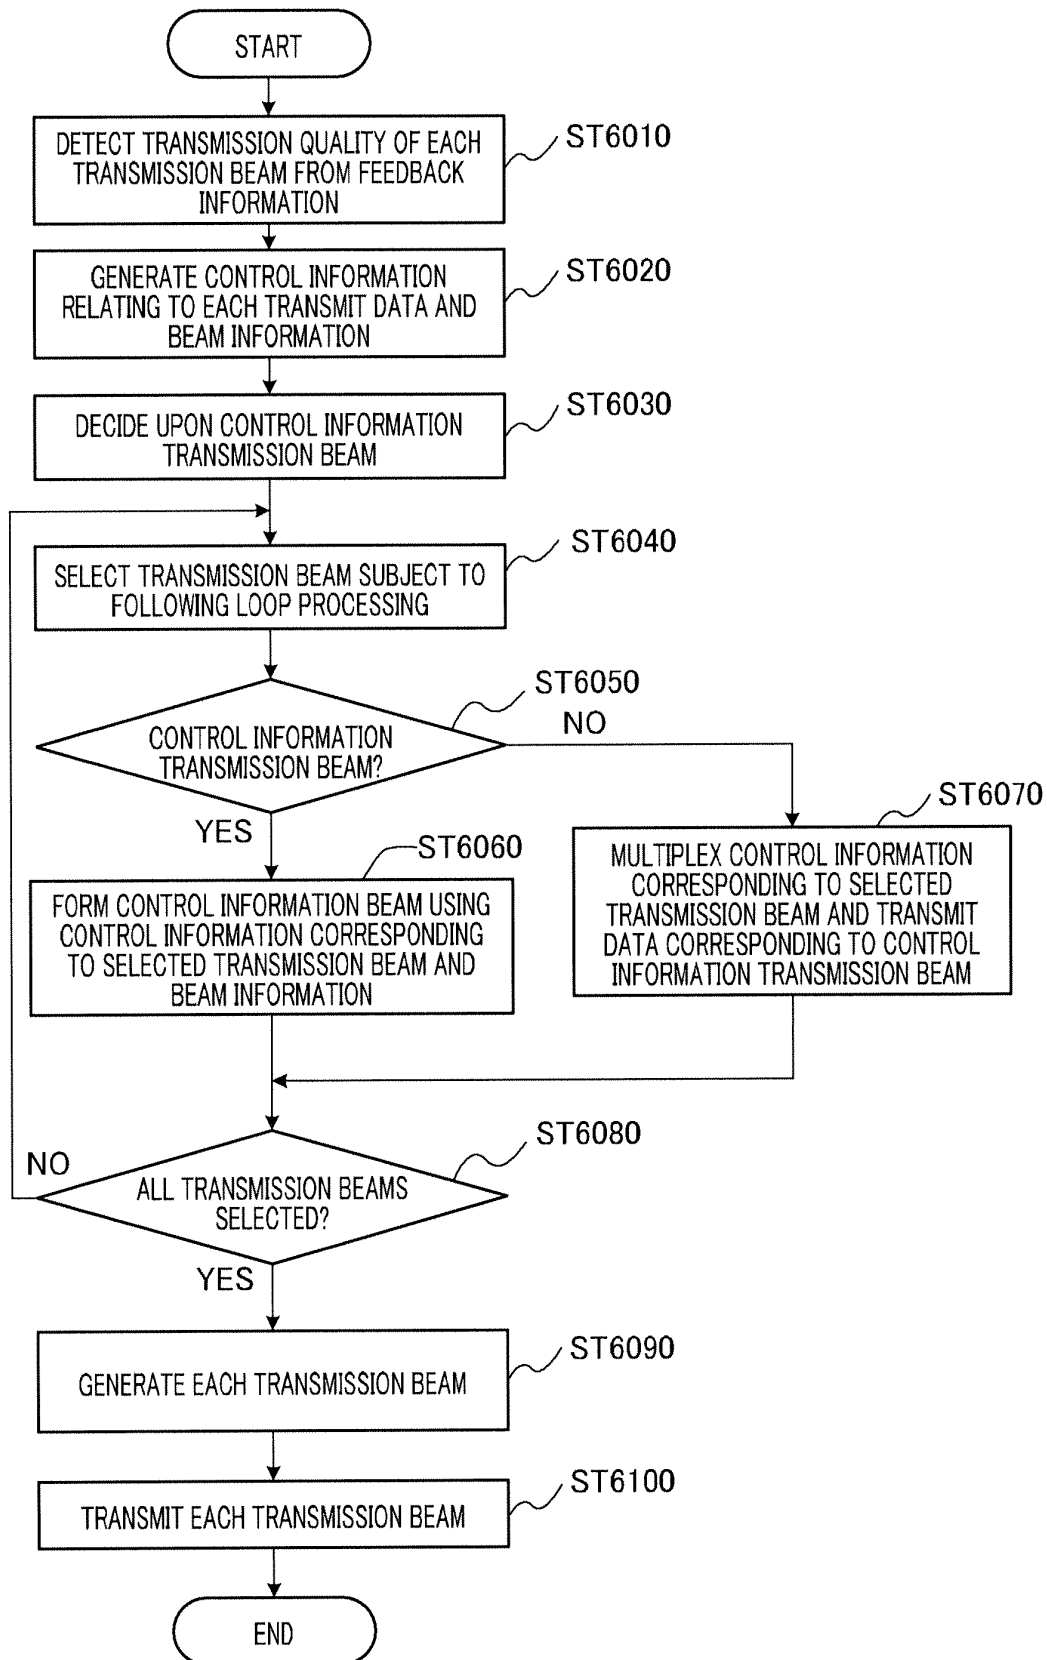 START
DETECT TRANSMISSION QUALITY OF EACH
TRANSMISSION BEAM FROM FEEDBACK
INFORMATION
ST6010
GENERATE CONTROL INFORMATION
RELATING TO EACH TRANSMIT DATA AND
BEAM INFORMATION
ST6020
DECIDE UPON CONTROL INFORMATION
TRANSMISSION BEAM
ST6030
SELECT TRANSMISSION BEAM SUBJECT TO
FOLLOWING LOOP PROCESSING
ST6040
CONTROL INFORMATION
TRANSMISSION BEAM?
ST6050
NO
YES
FORM CONTROL INFORMATION BEAM USING
CONTROL INFORMATION CORRESPONDING
TO SELECTED TRANSMISSION BEAM AND
BEAM INFORMATION
ST6060
MULTIPLEX CONTROL INFORMATION
CORRESPONDING TO SELECTED
TRANSMISSION BEAM AND TRANSMIT
DATA CORRESPONDING TO CONTROL
INFORMATION TRANSMISSION BEAM
ST6070
ALL TRANSMISSION BEAMS
SELECTED?
ST6080
NO
YES
GENERATE EACH TRANSMISSION BEAM
ST6090
TRANSMIT EACH TRANSMISSION BEAM
ST6100
END